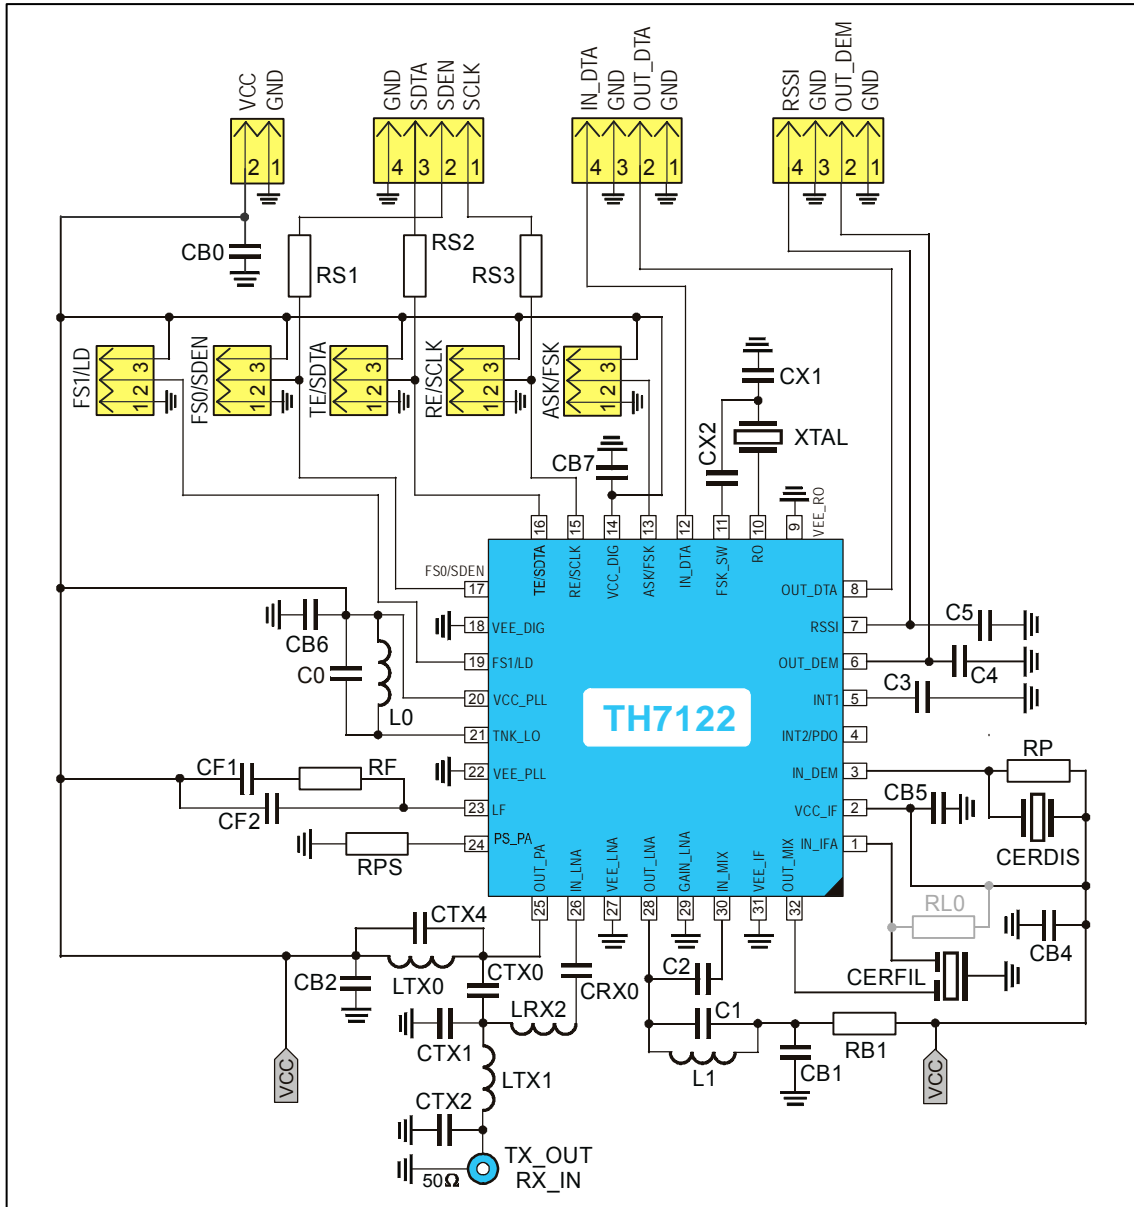 VCC GND
GND SDTA SDEN SCLK
IN_DTA GND OUT_DTA GND
RSSI GND OUT_DEM GND
2 1
4 3 2 1
4 3 2 1
4 3 2 1
CB0
RS1
RS2
RS3
FS1/LD
1 2 3
FS0/SDEN
1 2 3
TE/SDTA
1 2 3
RE/SCLK
1 2 3
ASK/FSK
1 2 3
CX1
XTAL
CX2
CB7
VEE_RO
16 15 14 13 12 11 10 9
TE/SDTA
RE/SCLK
VCC_DIG
ASK/FSK
IN_DTA
FSK_SW
RO
FS0/SDEN
17
18 VEE_DIG
19 FS1/LD
20 VCC_PLL
21 TNK_LO
22 VEE_PLL
23 LF
24 PS_PA
TH7122
OUT_DTA 8
RSSI 7
OUT_DEM 6
INT1 5
INT2/PDO 4
IN_DEM 3
VCC_IF 2
IN_IFA 1
OUT_PA
IN_LNA
VEE_LNA
OUT_LNA
GAIN_LNA
IN_MIX
VEE_IF
OUT_MIX
25 26 27 28 29 30 31 32
CB6
C0
L0
CF1
RF
CF2
RPS
C5
C4
C3
RP
CB5
CERDIS
RL0
CB4
CERFIL
CTX4
CB2
LTX0
CTX0
CRX0
LRX2
CTX1
LTX1
CTX2
C2
C1
L1
CB1
RB1
VCC
VCC
TX_OUT
RX_IN
50Ω